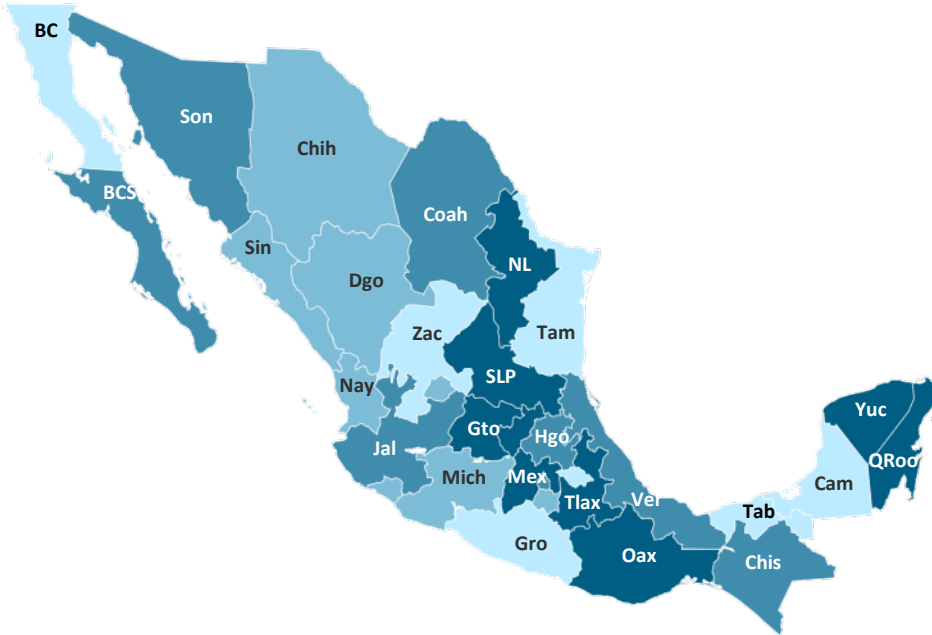 BC
Son
Chih
BCS
Coah
Sin
NL
Dgo
Zac
Tam
SLP
Nay
Yuc
Gto
Hgo
Jal
QRoo
Mich
Mex
Cam
Tlax
Ver
Tab
Gro
Oax
Chis